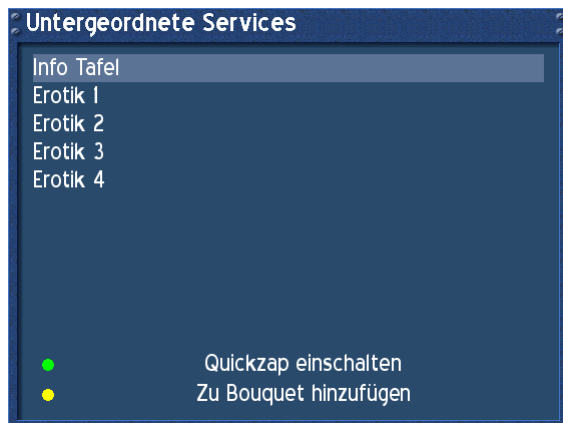 Untergeordnete Services
Info Tafel
Erotik 1
Erotik 2
Erotik 3
Erotik 4
Quickzap einschalten
Zu Bouquet hinzufügen